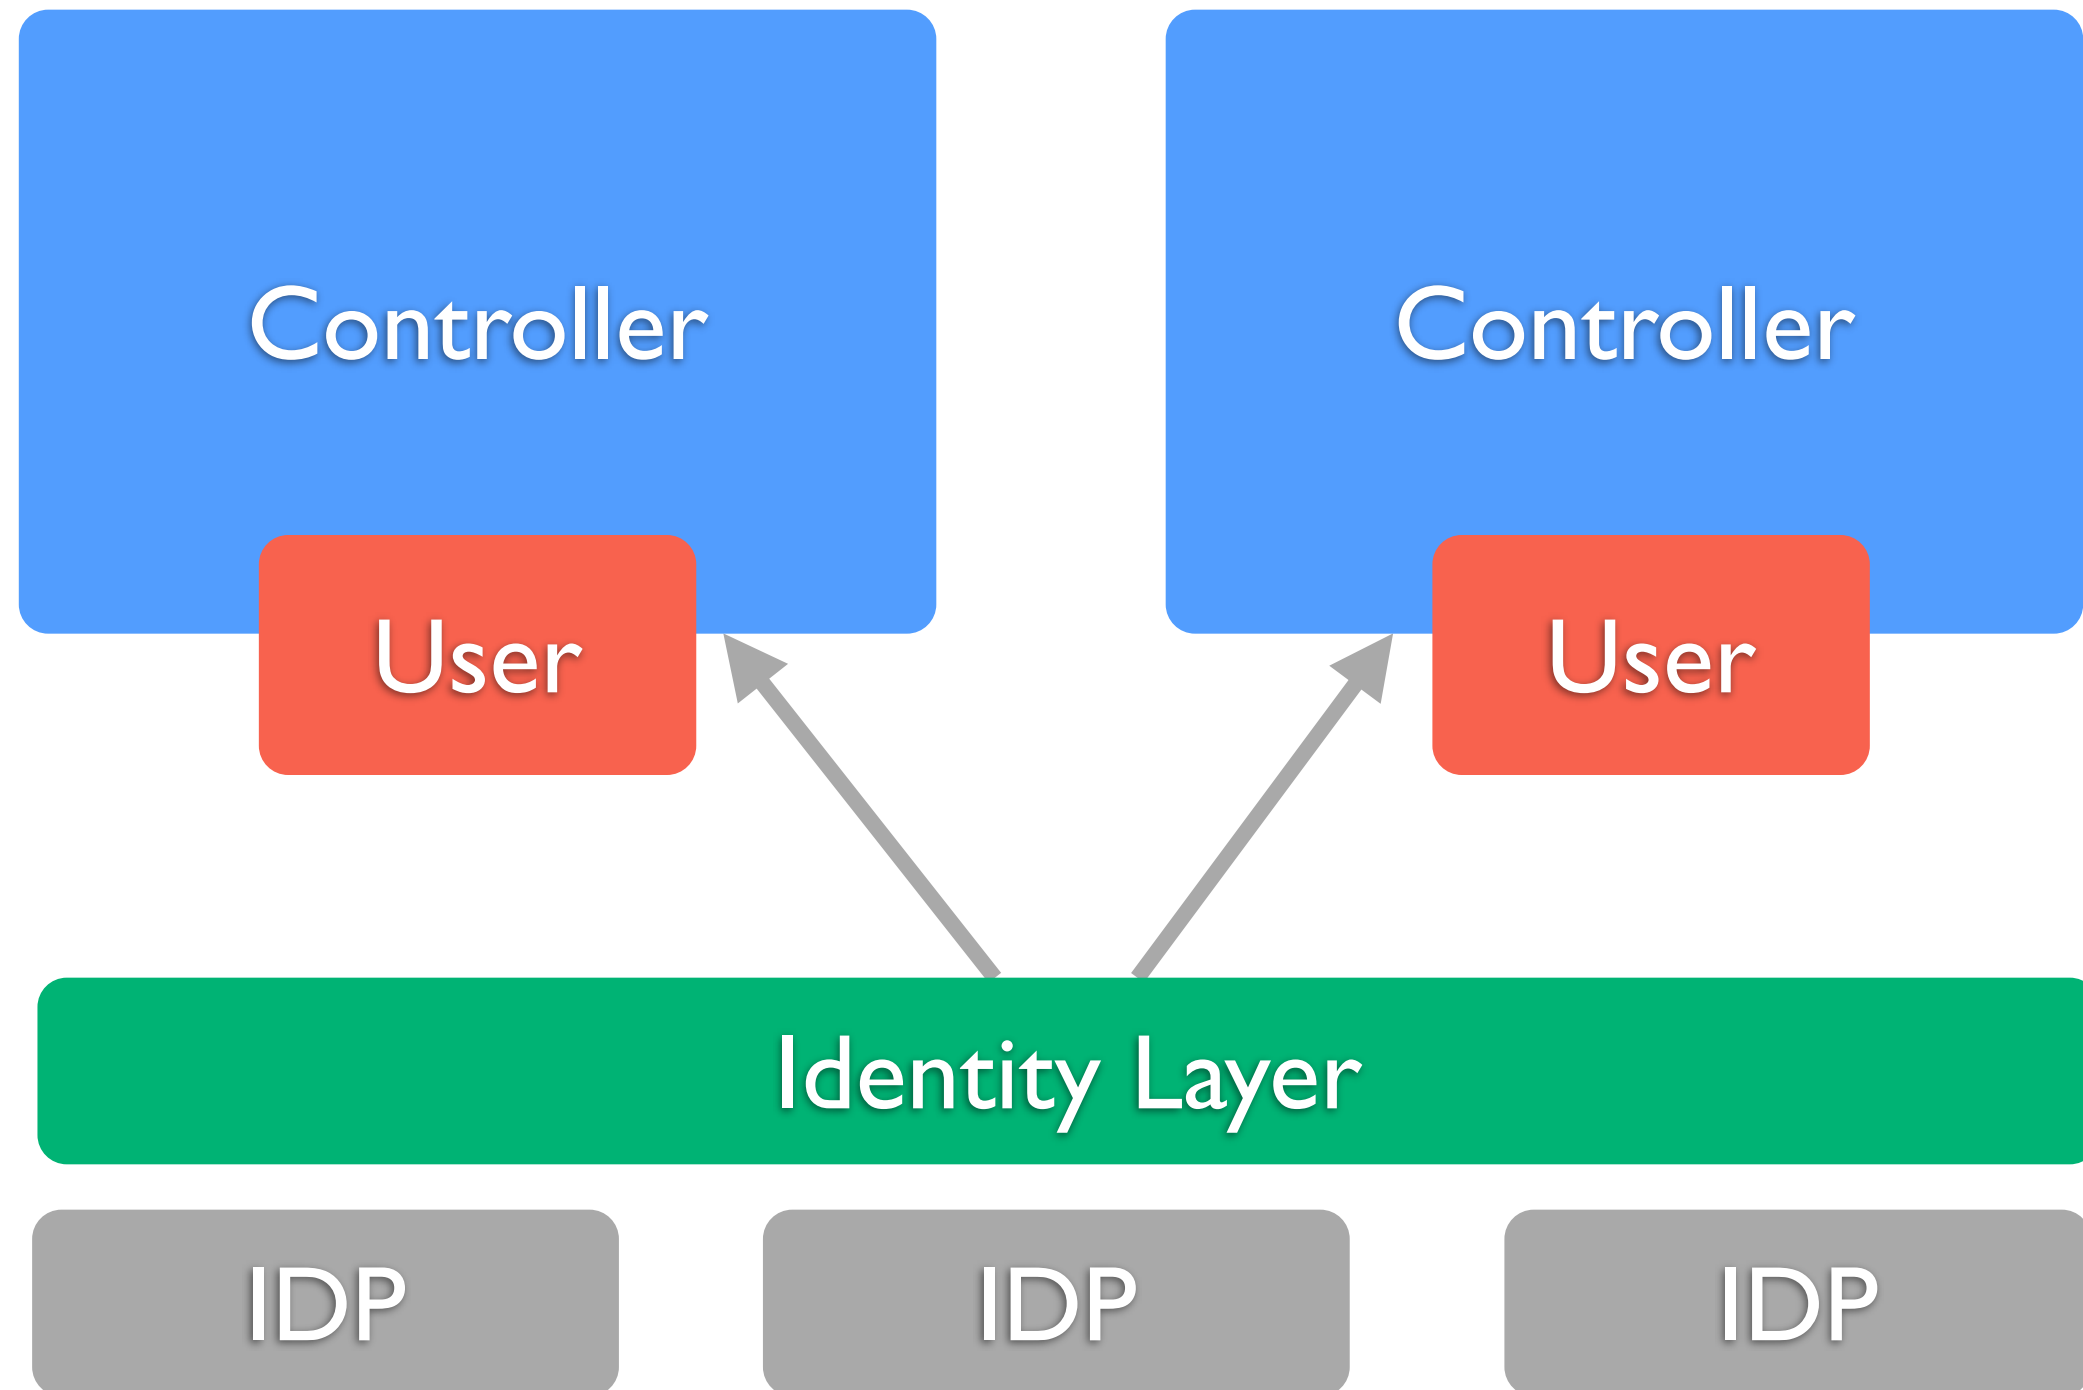 Controller
Controller
User
User
Identity Layer
IDP
IDP
IDP